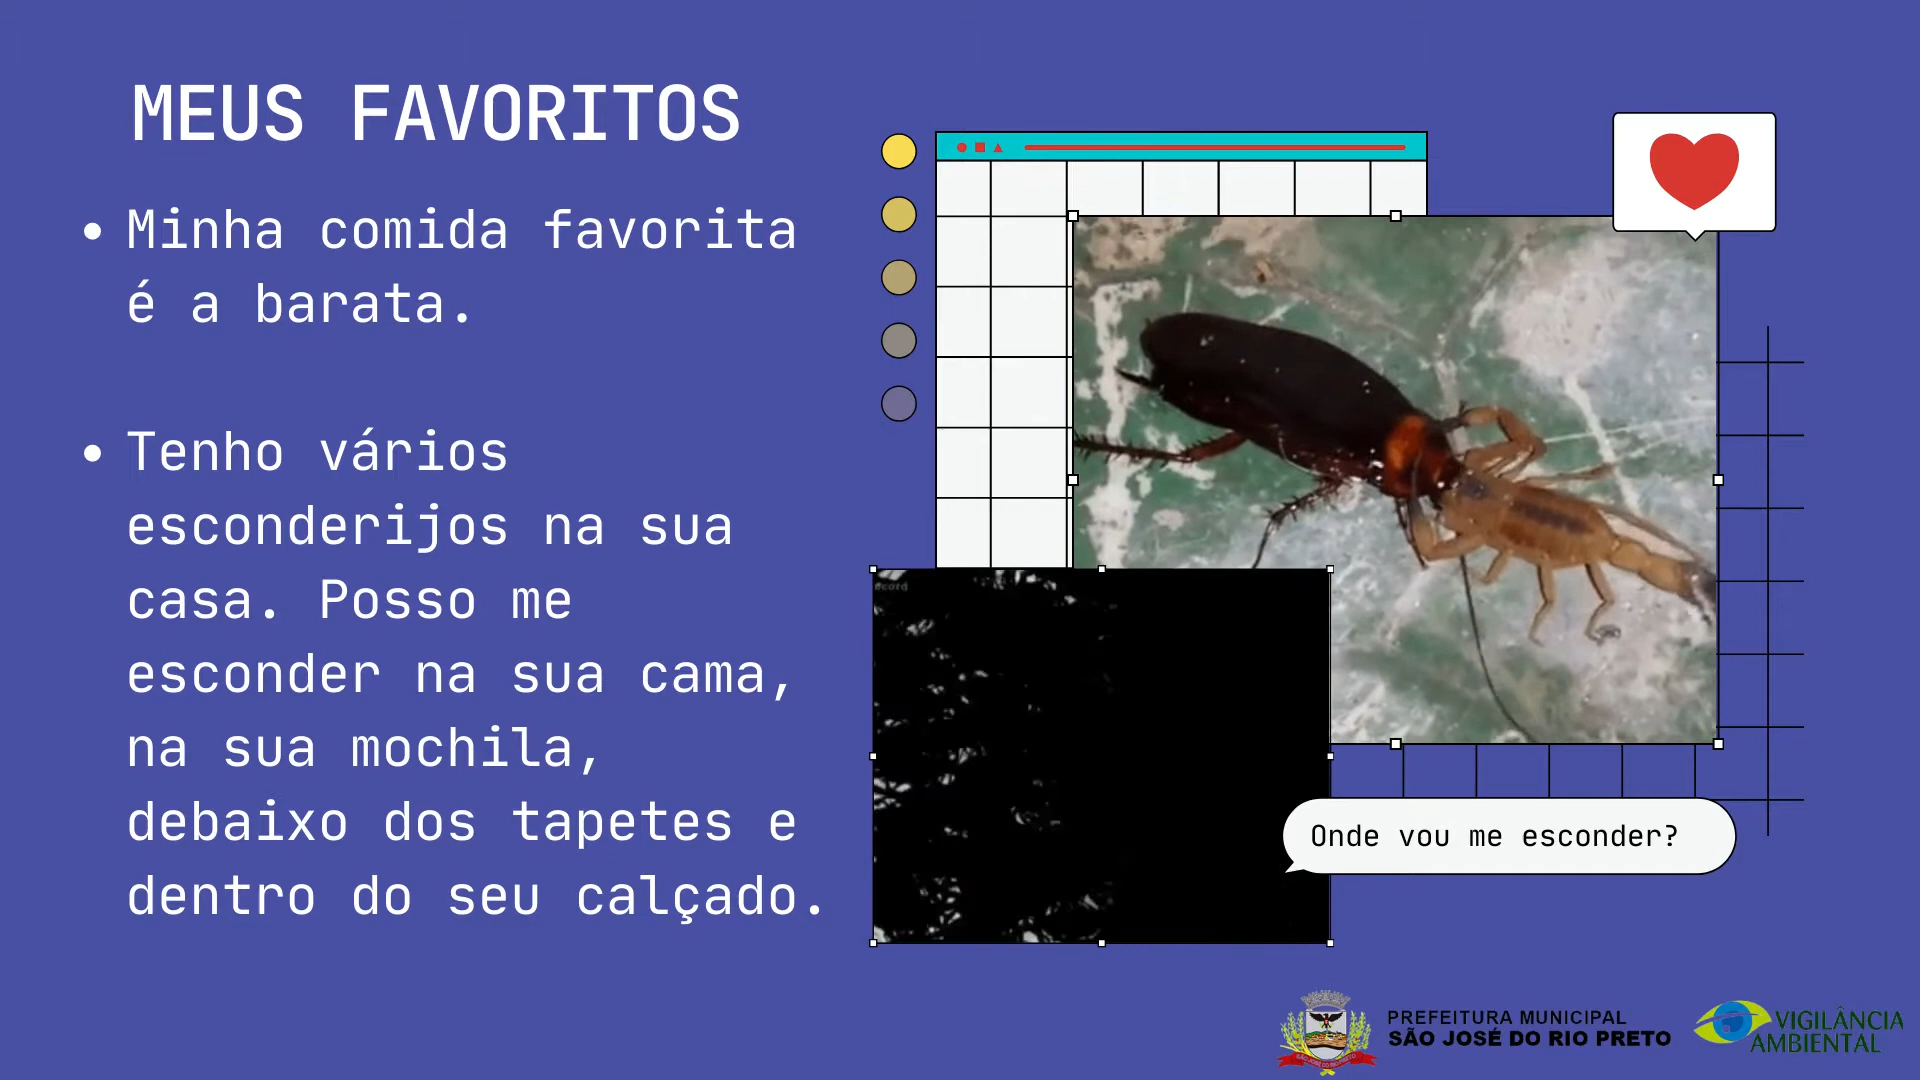 MEUS FAVORITOS
• Minha comida favorita
é a barata.
• Tenho vários
esconderijos na sua
casa. Posso me
esconder na sua cama,
na sua mochila,
debaixo dos tapetes e
dentro do seu calçado.
Onde vou me esconder?
PREFEITURA MUNICIPAL
SÃO JOSÉ DO RIO PRETO
VIGILÂNCIA
AMBIENTAL